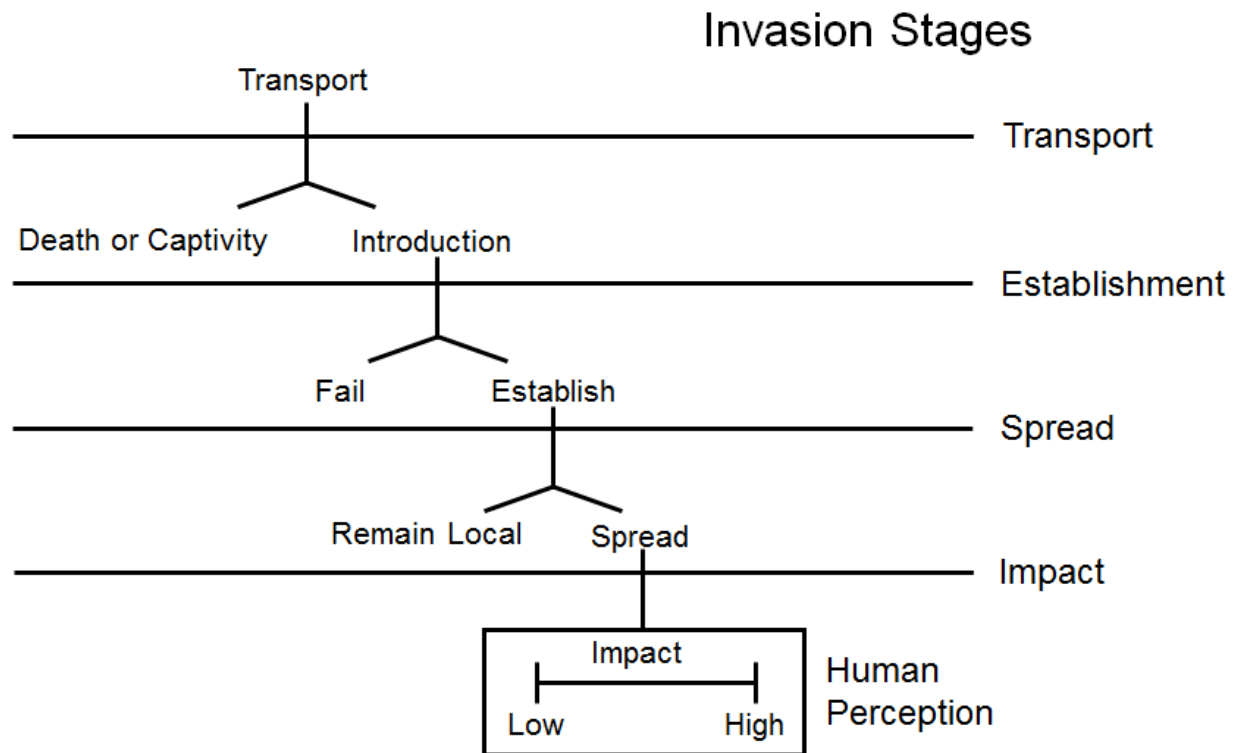 Invasion Stages
Transport
Transport
Death or Captivity
Introduction
Establishment
Fail
Establish
Spread
Remain Local
Spread
Impact
Impact
Low
High
Human
Perception